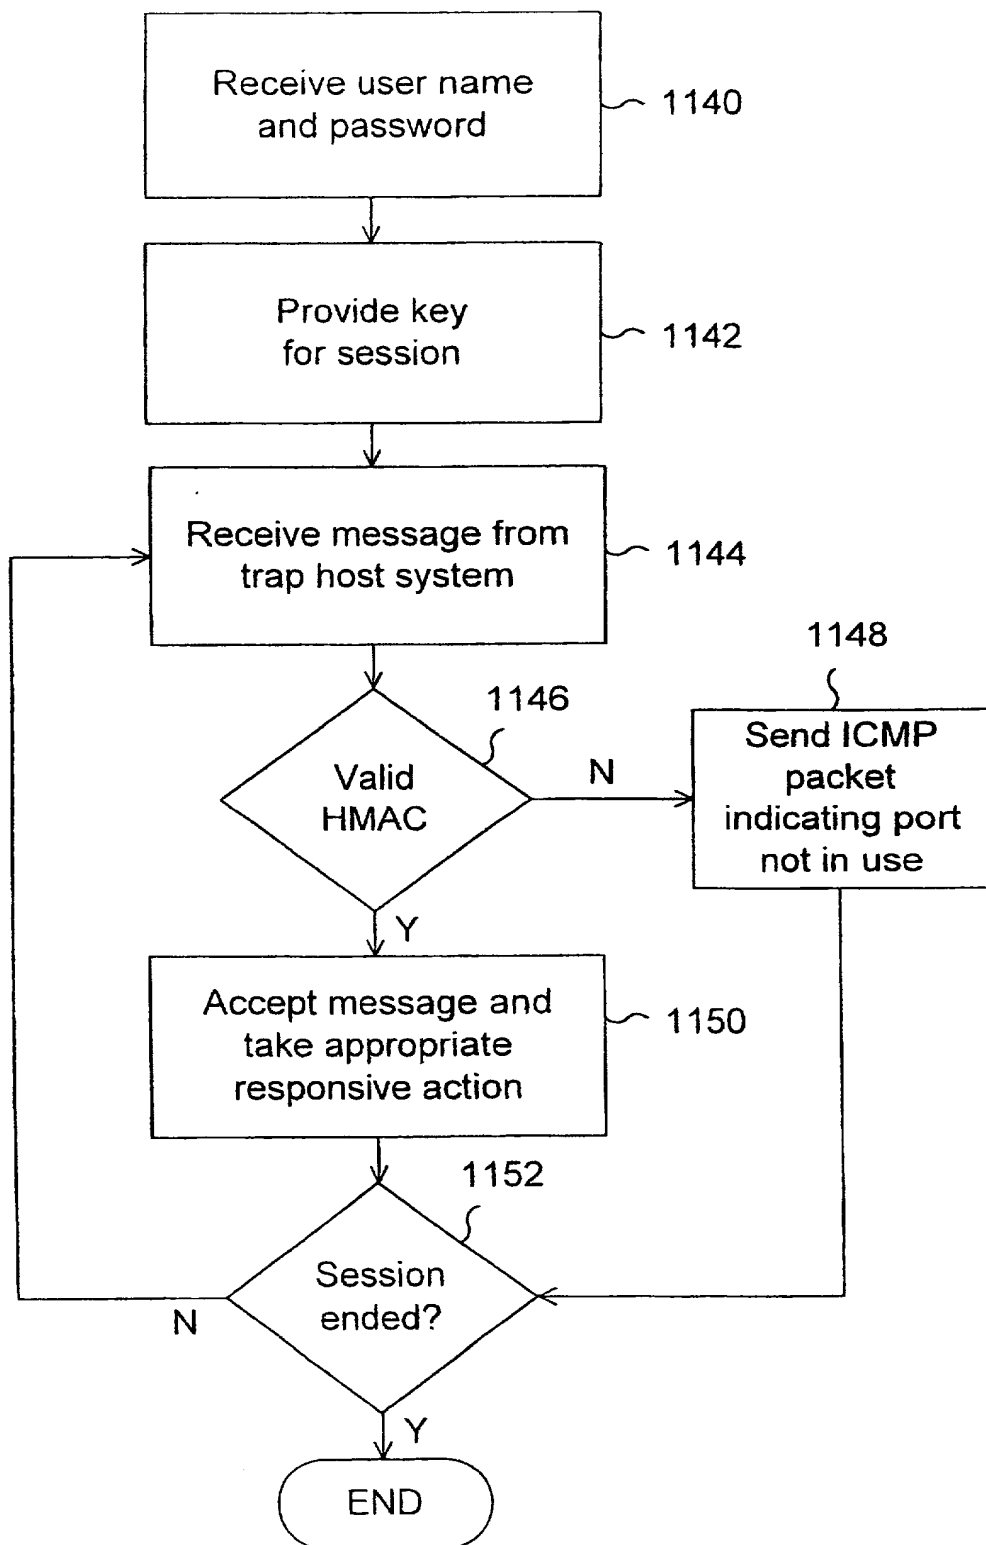 Receive user name
and password
1140
Provide key
for session
1142
Receive message from
trap host system
1144
1146
Valid
HMAC
N
1148
Send ICMP
packet
indicating port
not in use
Y
Accept message and
take appropriate
responsive action
1150
1152
Session
ended?
N
Y
END